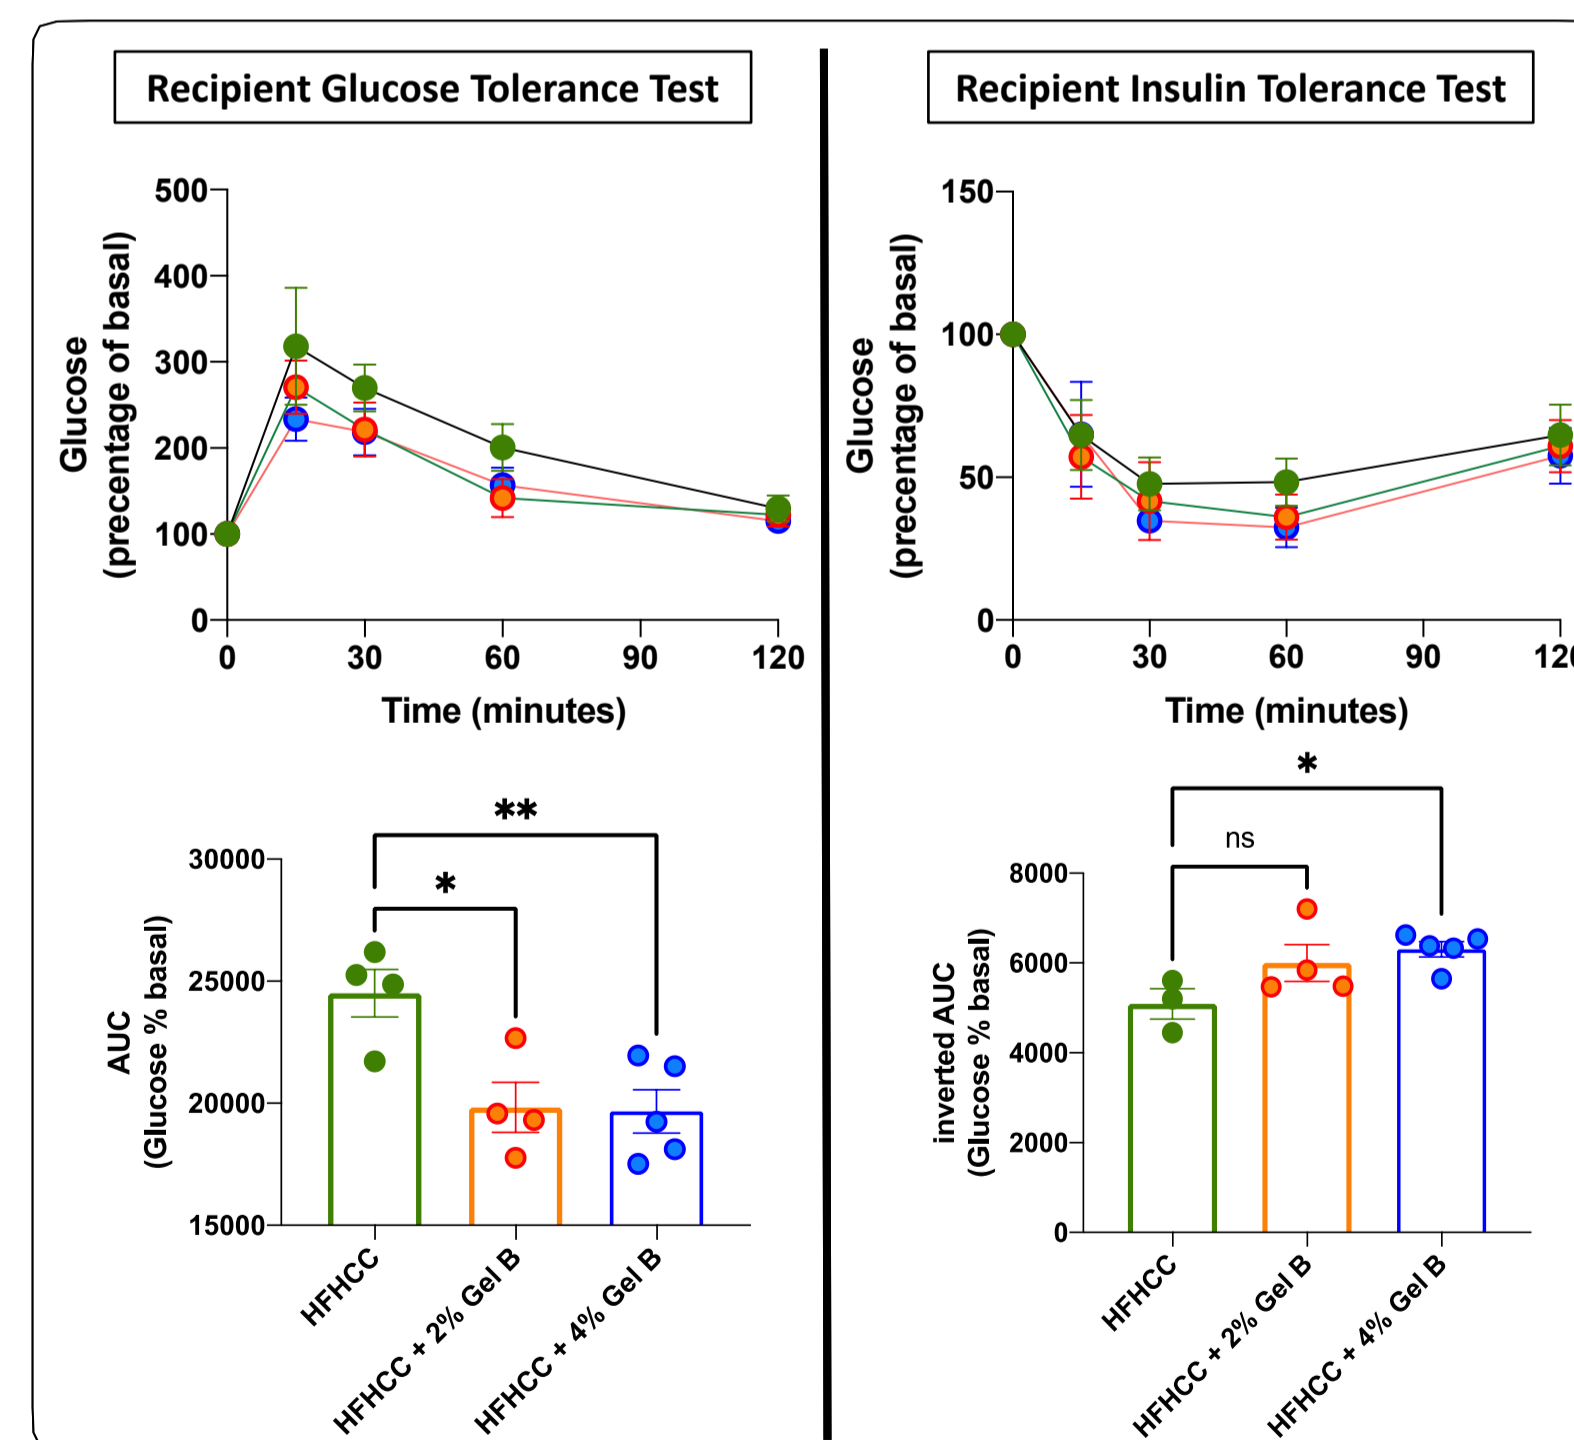 Recipient Glucose Tolerance Test
500
400
300
200
100
0
Glucose
(precentage of basal)
0 30 60 90 120
Time (minutes)
**
*
30000
25000
20000
15000
AUC
(Glucose % basal)
HFHCC
HFHCC + 2% Gel B
HFHCC + 4% Gel B
Recipient Insulin Tolerance Test
150
100
50
0
Glucose
(precentage of basal)
0 30 60 90 120
Time (minutes)
*
ns
8000
6000
4000
2000
0
inverted AUC
(Glucose % basal)
HFHCC
HFHCC + 2% Gel B
HFHCC + 4% Gel B